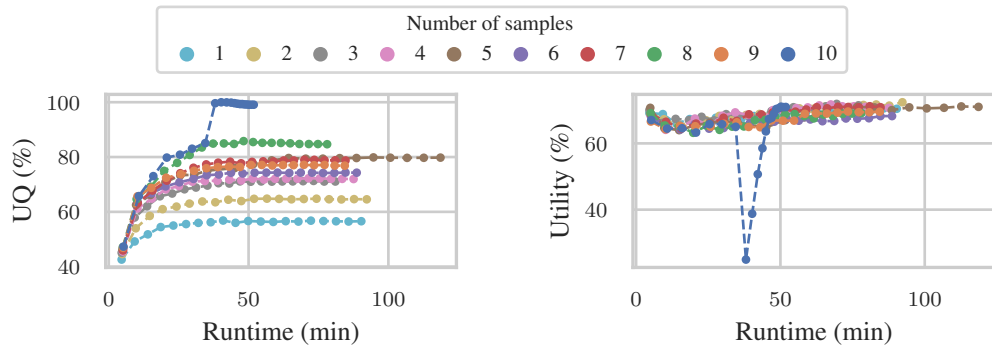 Number of samples
1 2 3 4 5 6 7 8 9 10
UQ (%)
100
80
60
40
0 50 100
Runtime (min)
Utility (%)
60
40
0 50 100
Runtime (min)